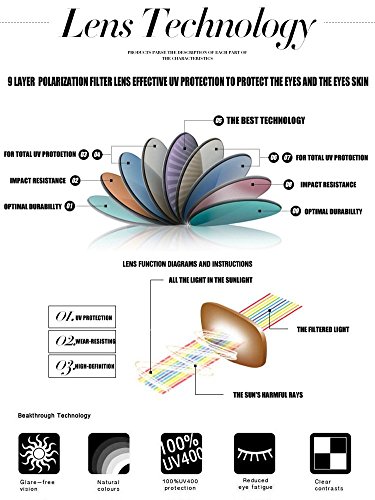 Lens Technology
PRODUCTS PARSE THE DESCRIPTION OF EACH PART OF
THE CHARACTERISTICS
9 LAYER POLARIZATION FILTER LENS EFFECTIVE UV PROTECTION TO PROTECT THE EYES AND THE EYES SKIN
05 THE BEST TECHNOLOGY
FOR TOTAL UV PROTOETION 03 04
06 07 FOR TOTAL UV PROTOETION
IMPACT RESISTANCE 02
08 IMPACT RESISTANCE
OPTIMAL DURABILLTY 01
09 OPTIMAL DURABILLTY
LENS FUNCTION DIAGRAMS AND INSTRUCTIONS
ALL THE LIGHT IN THE SUNLIGHT
01. UV PROTECTION
THE FILTERED LIGHT
02. WEAR-RESISTING
03. HIGH-DEFINITION
THE SUN'S HARMFUL RAYS
Beakthrough Technology
100%
UV400
Glare-free
vision
Natural
colours
100%UV400
protection
Reduced
eye fatigue
Clear
contrasts